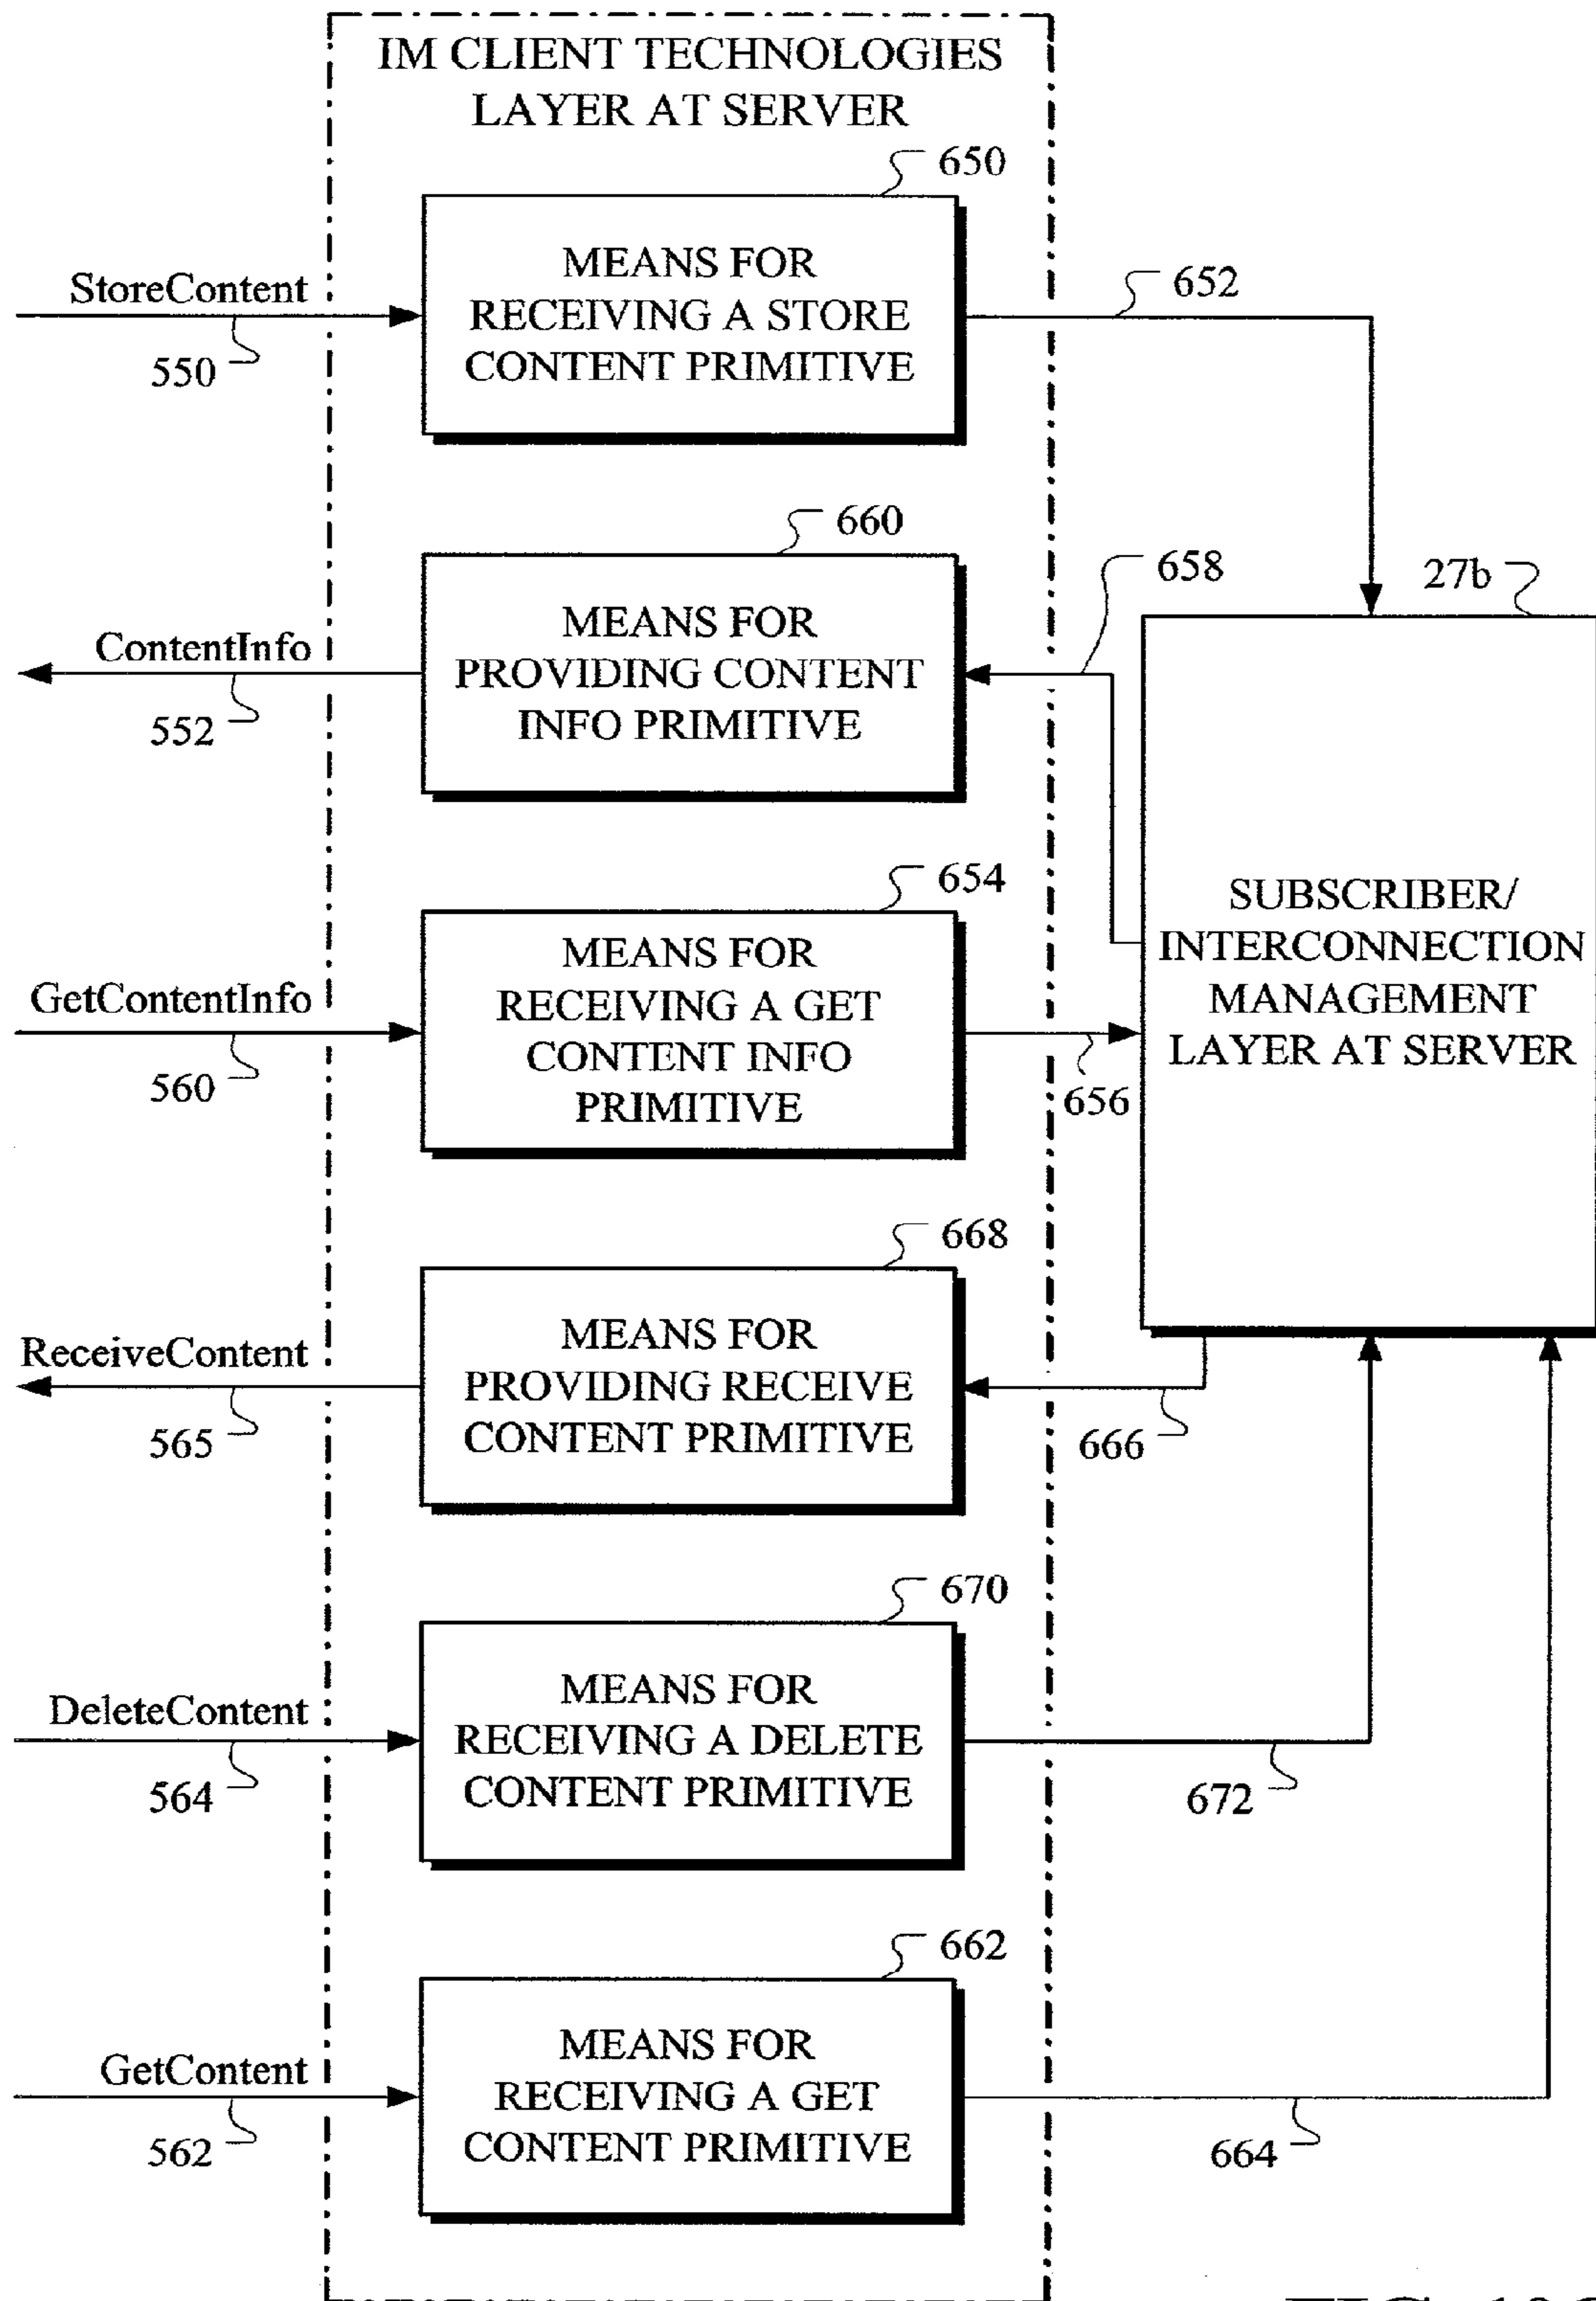 IM CLIENT TECHNOLOGIES
LAYER AT SERVER
650
MEANS FOR
RECEIVING A STORE
CONTENT PRIMITIVE
StoreContent
550
652
660
MEANS FOR
PROVIDING CONTENT
INFO PRIMITIVE
ContentInfo
552
658
27b
SUBSCRIBER/
INTERCONNECTION
MANAGEMENT
LAYER AT SERVER
654
MEANS FOR
RECEIVING A GET
CONTENT INFO
PRIMITIVE
GetContentInfo
560
656
668
MEANS FOR
PROVIDING RECEIVE
CONTENT PRIMITIVE
ReceiveContent
565
666
670
MEANS FOR
RECEIVING A DELETE
CONTENT PRIMITIVE
DeleteContent
564
672
662
MEANS FOR
RECEIVING A GET
CONTENT PRIMITIVE
GetContent
562
664